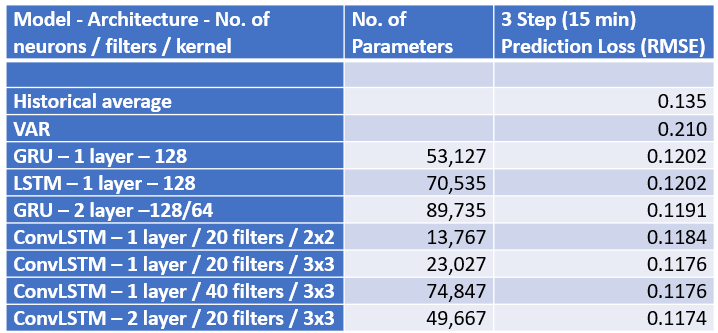 Model - Architecture - No. of neurons / filters / kernel
No. of Parameters
3 Step (15 min) Prediction Loss (RMSE)
Historical average 0.135
VAR 0.210
GRU – 1 layer – 128 53,127 0.1202
LSTM – 1 layer – 128 70,535 0.1202
GRU – 2 layer –128/64 89,735 0.1191
ConvLSTM – 1 layer / 20 filters / 2x2 13,767 0.1184
ConvLSTM – 1 layer / 20 filters / 3x3 23,027 0.1176
ConvLSTM – 1 layer / 40 filters / 3x3 74,847 0.1176
ConvLSTM – 2 layer / 20 filters / 3x3 49,667 0.1174